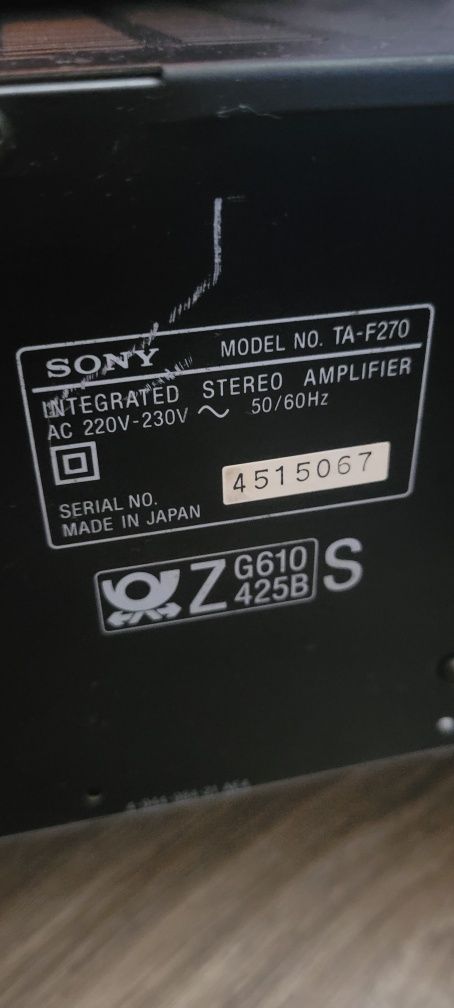 SONY MODEL NO. TA-F270
INTEGRATED STEREO AMPLIFIER
AC 220V-230V ~ 50/60Hz
SERIAL NO. 4515067
MADE IN JAPAN
Z G610 S
425B